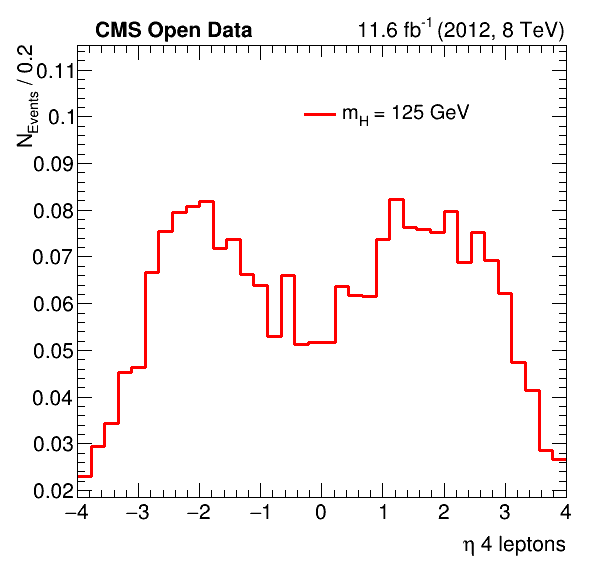 CMS Open Data 11.6 fb⁻¹ (2012, 8 TeV)
N_Events / 0.2
0.11
0.1
0.09
0.08
0.07
0.06
0.05
0.04
0.03
0.02
m_H = 125 GeV
−4 −3 −2 −1 0 1 2 3 4
η 4 leptons